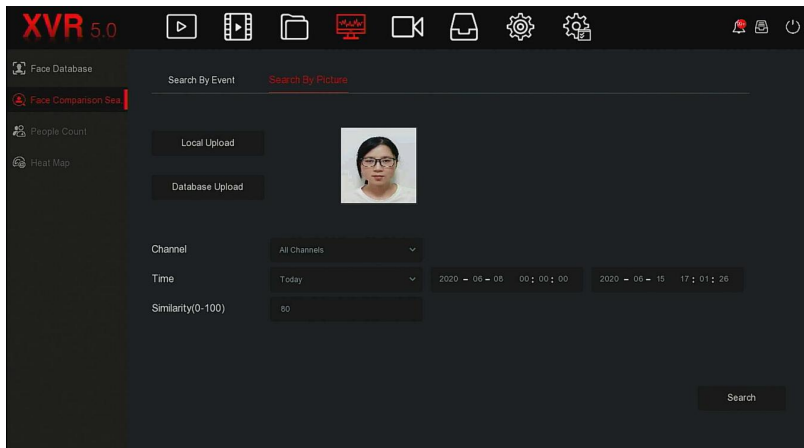 XVR 5.0
Face Database
Face Comparison Sea..
People Count
Heat Map
Search By Event
Search By Picture
Local Upload
Database Upload
Channel
All Channels
Time
Today
2020 - 06 - 08 00 : 00 : 00
2020 - 06 - 15 17 : 01 : 26
Similarity(0-100)
80
Search